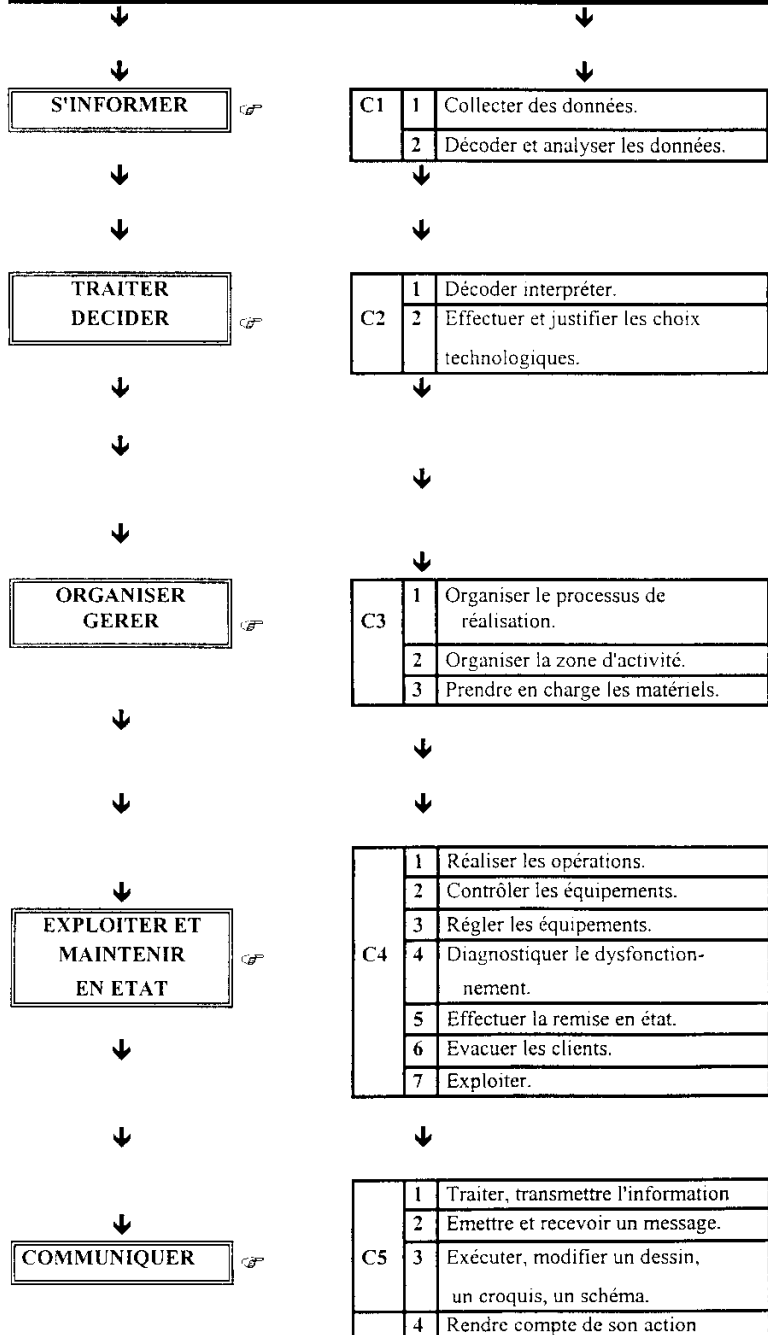 S'INFORMER
C1 1 Collecter des données.
2 Décoder et analyser les données.
TRAITER
DECIDER
C2 1 Décoder interpréter.
2 Effectuer et justifier les choix
technologiques.
ORGANISER
GERER
C3 1 Organiser le processus de
réalisation.
2 Organiser la zone d'activité.
3 Prendre en charge les matériels.
EXPLOITER ET
MAINTENIR
EN ETAT
C4 1 Réaliser les opérations.
2 Contrôler les équipements.
3 Régler les équipements.
4 Diagnostiquer le dysfonction-
nement.
5 Effectuer la remise en état.
6 Evacuer les clients.
7 Exploiter.
COMMUNIQUER
C5 1 Traiter, transmettre l'information
2 Emettre et recevoir un message.
3 Exécuter, modifier un dessin,
un croquis, un schéma.
4 Rendre compte de son action